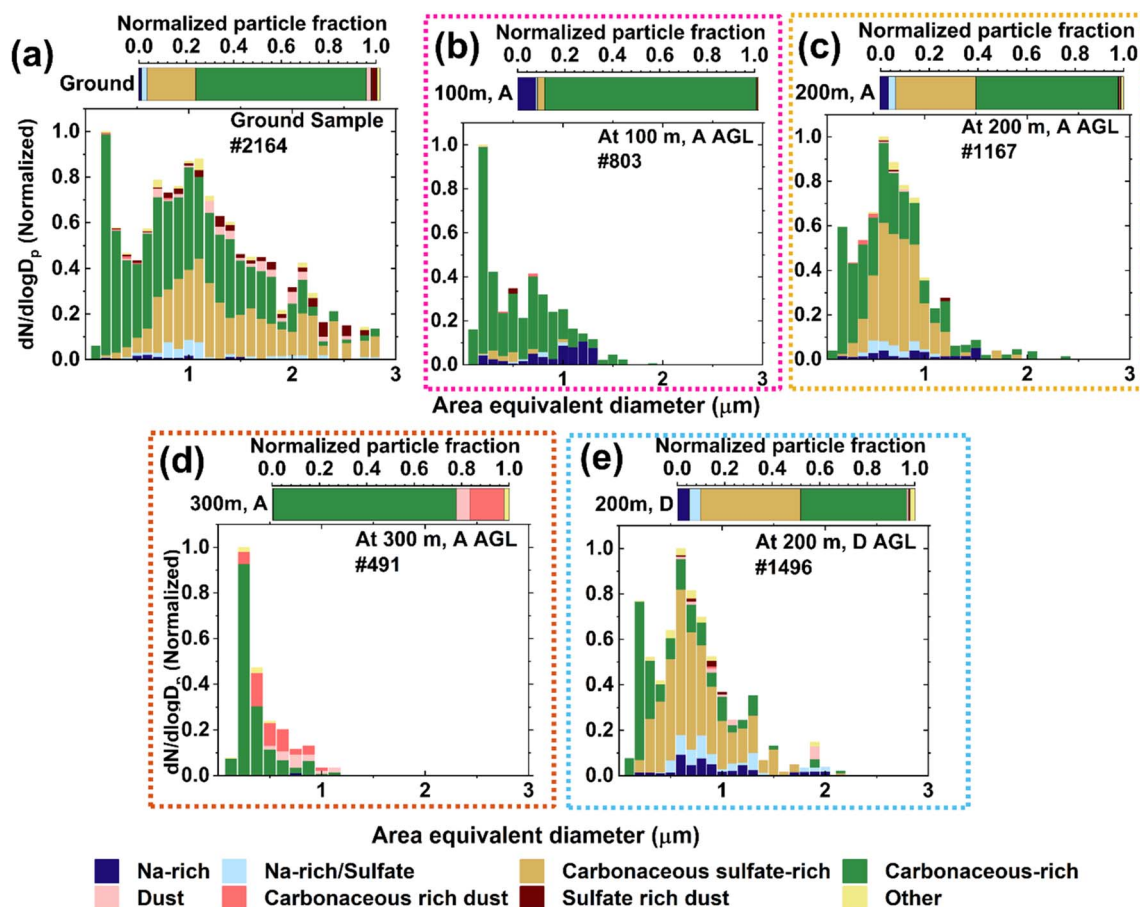 (a)
Normalized particle fraction
0.0 0.2 0.4 0.6 0.8 1.0
Ground
Ground Sample
#2164
dN/dlogDp (Normalized)
1.0
0.8
0.6
0.4
0.2
0.0
1 2 3
(b)
Normalized particle fraction
0.0 0.2 0.4 0.6 0.8 1.0
100m, A
At 100 m, A AGL
#803
1.0
0.8
0.6
0.4
0.2
0.0
1 2 3
(c)
Normalized particle fraction
0.0 0.2 0.4 0.6 0.8 1.0
200m, A
At 200 m, A AGL
#1167
1.0
0.8
0.6
0.4
0.2
0.0
1 2 3
Area equivalent diameter (μm)
(d)
Normalized particle fraction
0.0 0.2 0.4 0.6 0.8 1.0
300m, A
At 300 m, A AGL
#491
dN/dlogDp (Normalized)
1.0
0.8
0.6
0.4
0.2
0.0
1 2 3
(e)
Normalized particle fraction
0.0 0.2 0.4 0.6 0.8 1.0
200m, D
At 200 m, D AGL
#1496
1.0
0.8
0.6
0.4
0.2
0.0
1 2 3
Area equivalent diameter (μm)
Na-rich Na-rich/Sulfate Carbonaceous sulfate-rich Carbonaceous-rich
Dust Carbonaceous rich dust Sulfate rich dust Other